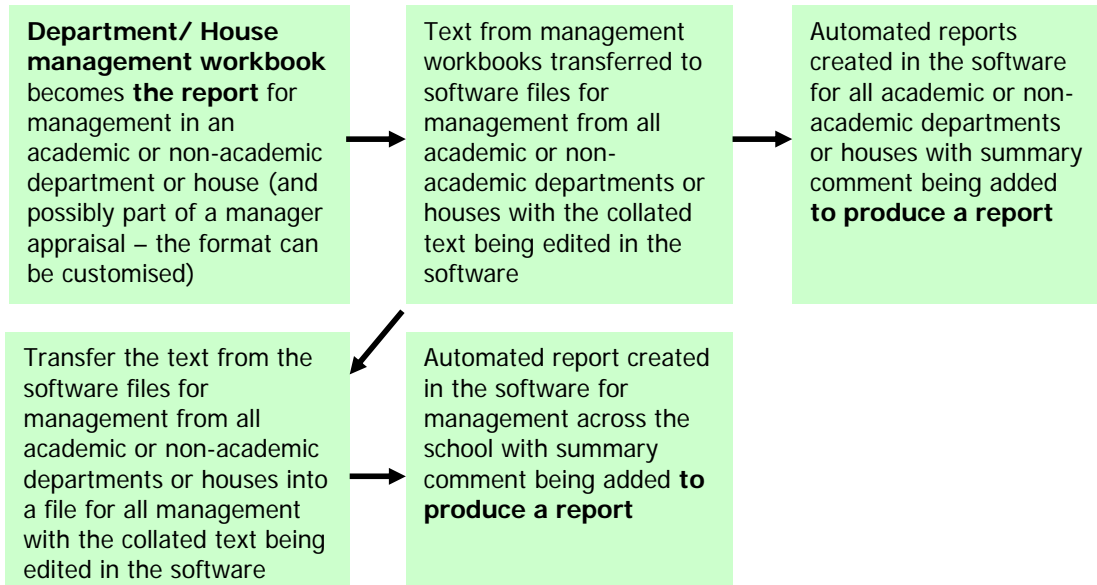 Department/ House
management workbook
becomes the report for
management in an
academic or non-academic
department or house (and
possibly part of a manager
appraisal – the format can
be customised)
Text from management
workbooks transferred to
software files for
management from all
academic or non-
academic departments or
houses with the collated
text being edited in the
software
Automated reports
created in the software
for all academic or non-
academic departments
or houses with summary
comment being added
to produce a report
Transfer the text from the
software files for
management from all
academic or non-academic
departments or houses into
a file for all management
with the collated text being
edited in the software
Automated report created
in the software for
management across the
school with summary
comment being added to
produce a report